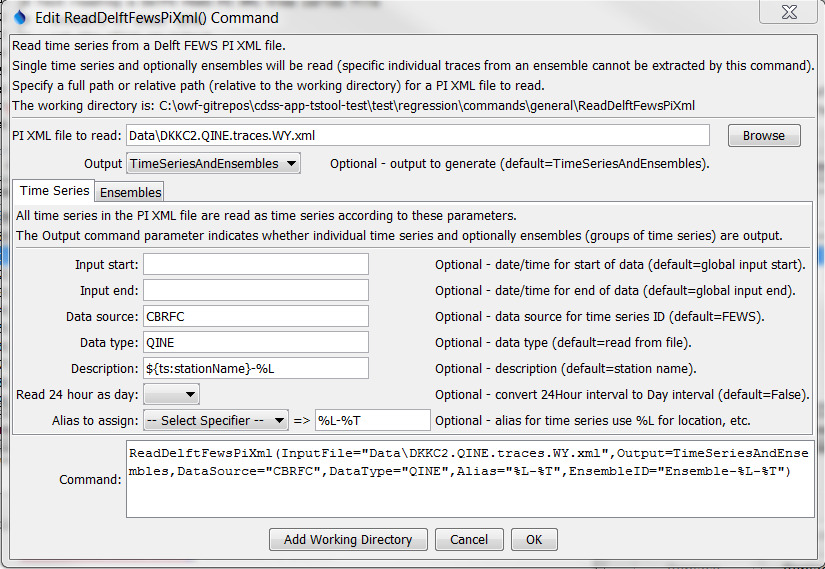 Edit ReadDelftFewsPiXml() Command
Read time series from a Delft FEWS PI XML file.
Single time series and optionally ensembles will be read (specific individual traces from an ensemble cannot be extracted by this command).
Specify a full path or relative path (relative to the working directory) for a PI XML file to read.
The working directory is: C:\owf-gitrepos\cdss-app-tstool-test\test\regression\commands\general\ReadDelftFewsPiXml
PI XML file to read: Data\DKKC2.QINE.traces.WY.xml Browse
Output TimeSeriesAndEnsembles Optional - output to generate (default=TimeSeriesAndEnsembles).
Time Series Ensembles
All time series in the PI XML file are read as time series according to these parameters.
The Output command parameter indicates whether individual time series and optionally ensembles (groups of time series) are output.
Input start: Optional - date/time for start of data (default=global input start).
Input end: Optional - date/time for end of data (default=global input end).
Data source: CBRFC Optional - data source for time series ID (default=FEWS).
Data type: QINE Optional - data type (default=read from file).
Description: ${ts:stationName}-%L Optional - description (default=station name).
Read 24 hour as day: Optional - convert 24Hour interval to Day interval (default=False).
Alias to assign: -- Select Specifier -- => %L-%T Optional - alias for time series use %L for location, etc.
Command: ReadDelftFewsPiXml(InputFile="Data\DKKC2.QINE.traces.WY.xml",Output=TimeSeriesAndEnse
mbles,DataSource="CBRFC",DataType="QINE",Alias="%L-%T",EnsembleID="Ensemble-%L-%T")
Add Working Directory Cancel OK